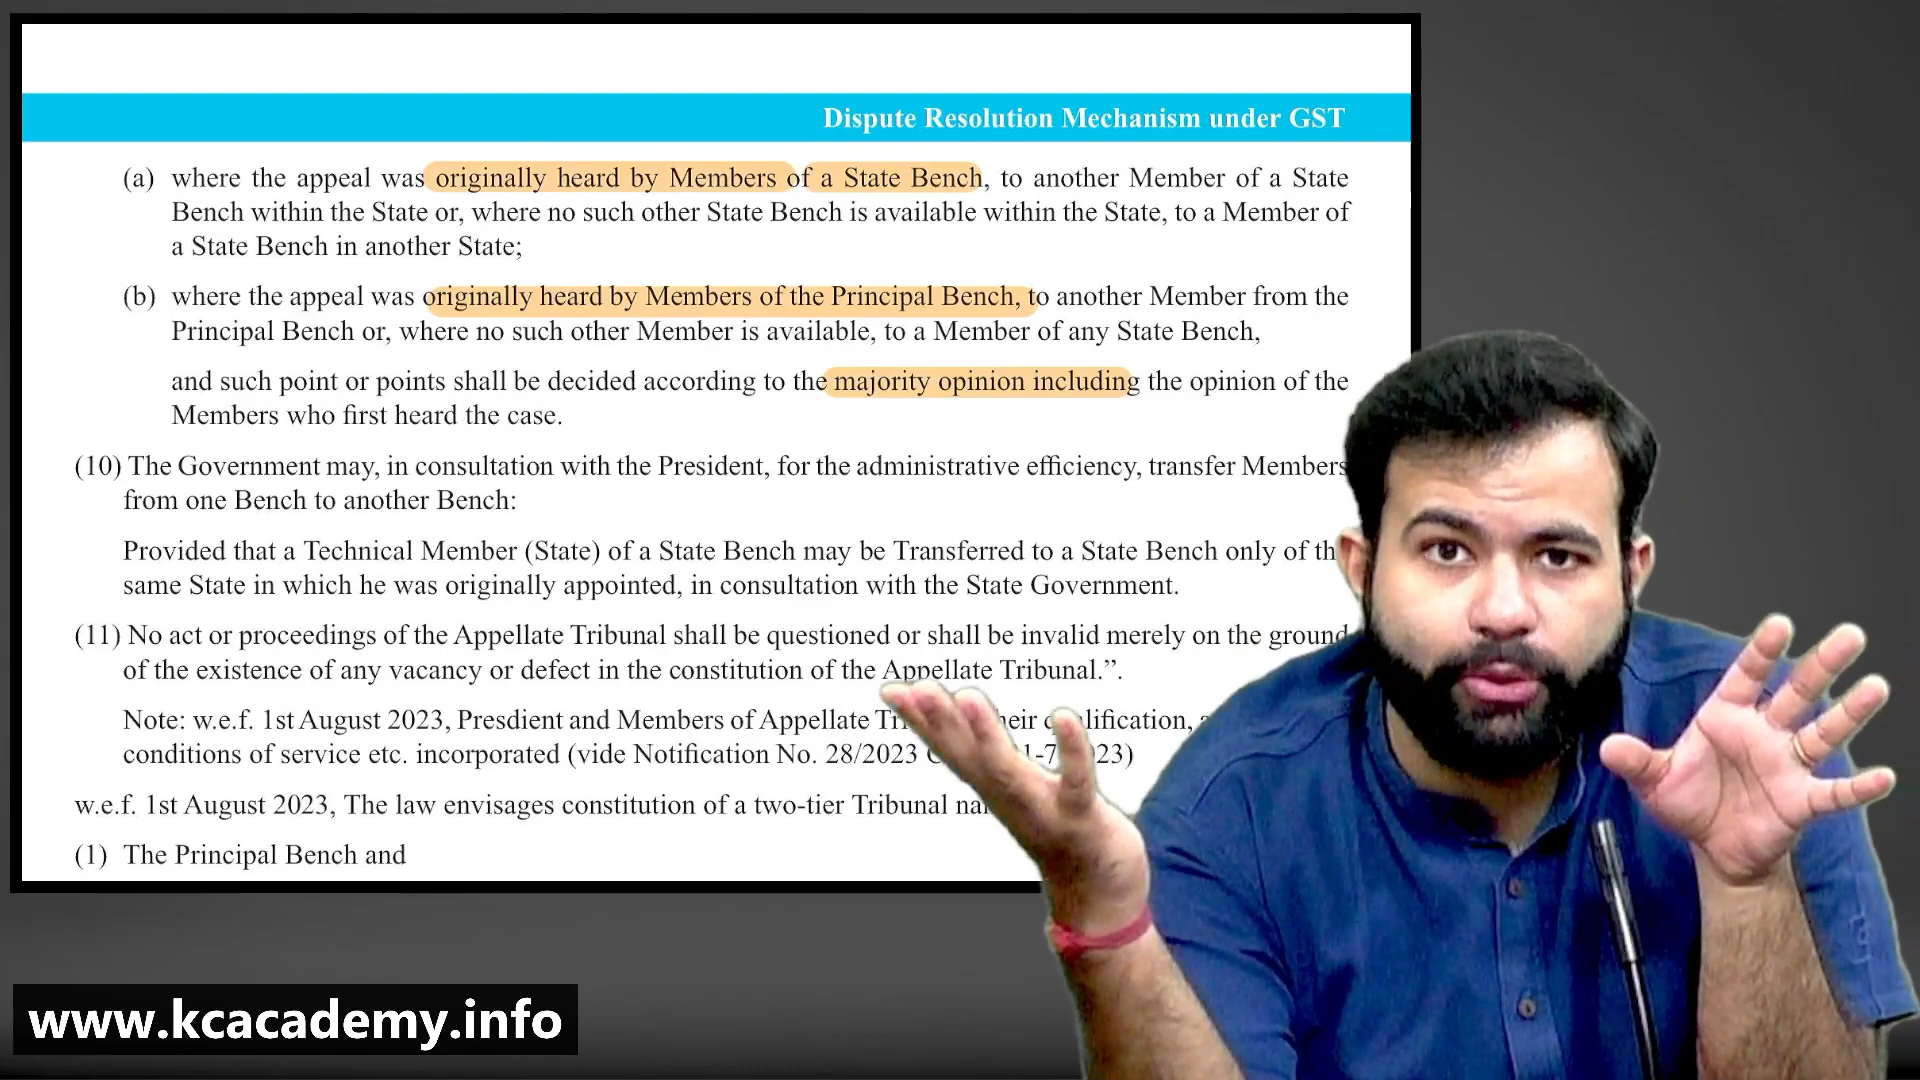 Dispute Resolution Mechanism under GST
(a) where the appeal was originally heard by Members of a State Bench, to another Member of a State
Bench within the State or, where no such other State Bench is available within the State, to a Member of
a State Bench in another State;
(b) where the appeal was originally heard by Members of the Principal Bench, to another Member from the
Principal Bench or, where no such other Member is available, to a Member of any State Bench,
and such point or points shall be decided according to the majority opinion including the opinion of the
Members who first heard the case.
(10) The Government may, in consultation with the President, for the administrative efficiency, transfer Members
from one Bench to another Bench:
Provided that a Technical Member (State) of a State Bench may be Transferred to a State Bench only of
same State in which he was originally appointed, in consultation with the State Government.
(11) No act or proceedings of the Appellate Tribunal shall be questioned or shall be invalid merely on the ground
of the existence of any vacancy or defect in the constitution of the Appellate Tribunal.”.
Note: w.e.f. 1st August 2023, Presdient and Members of Appellate
conditions of service etc. incorporated (vide Notification No. 28/2023
w.e.f. 1st August 2023, The law envisages constitution of a two-tier Tribunal
(1) The Principal Bench and
www.kcacademy.info